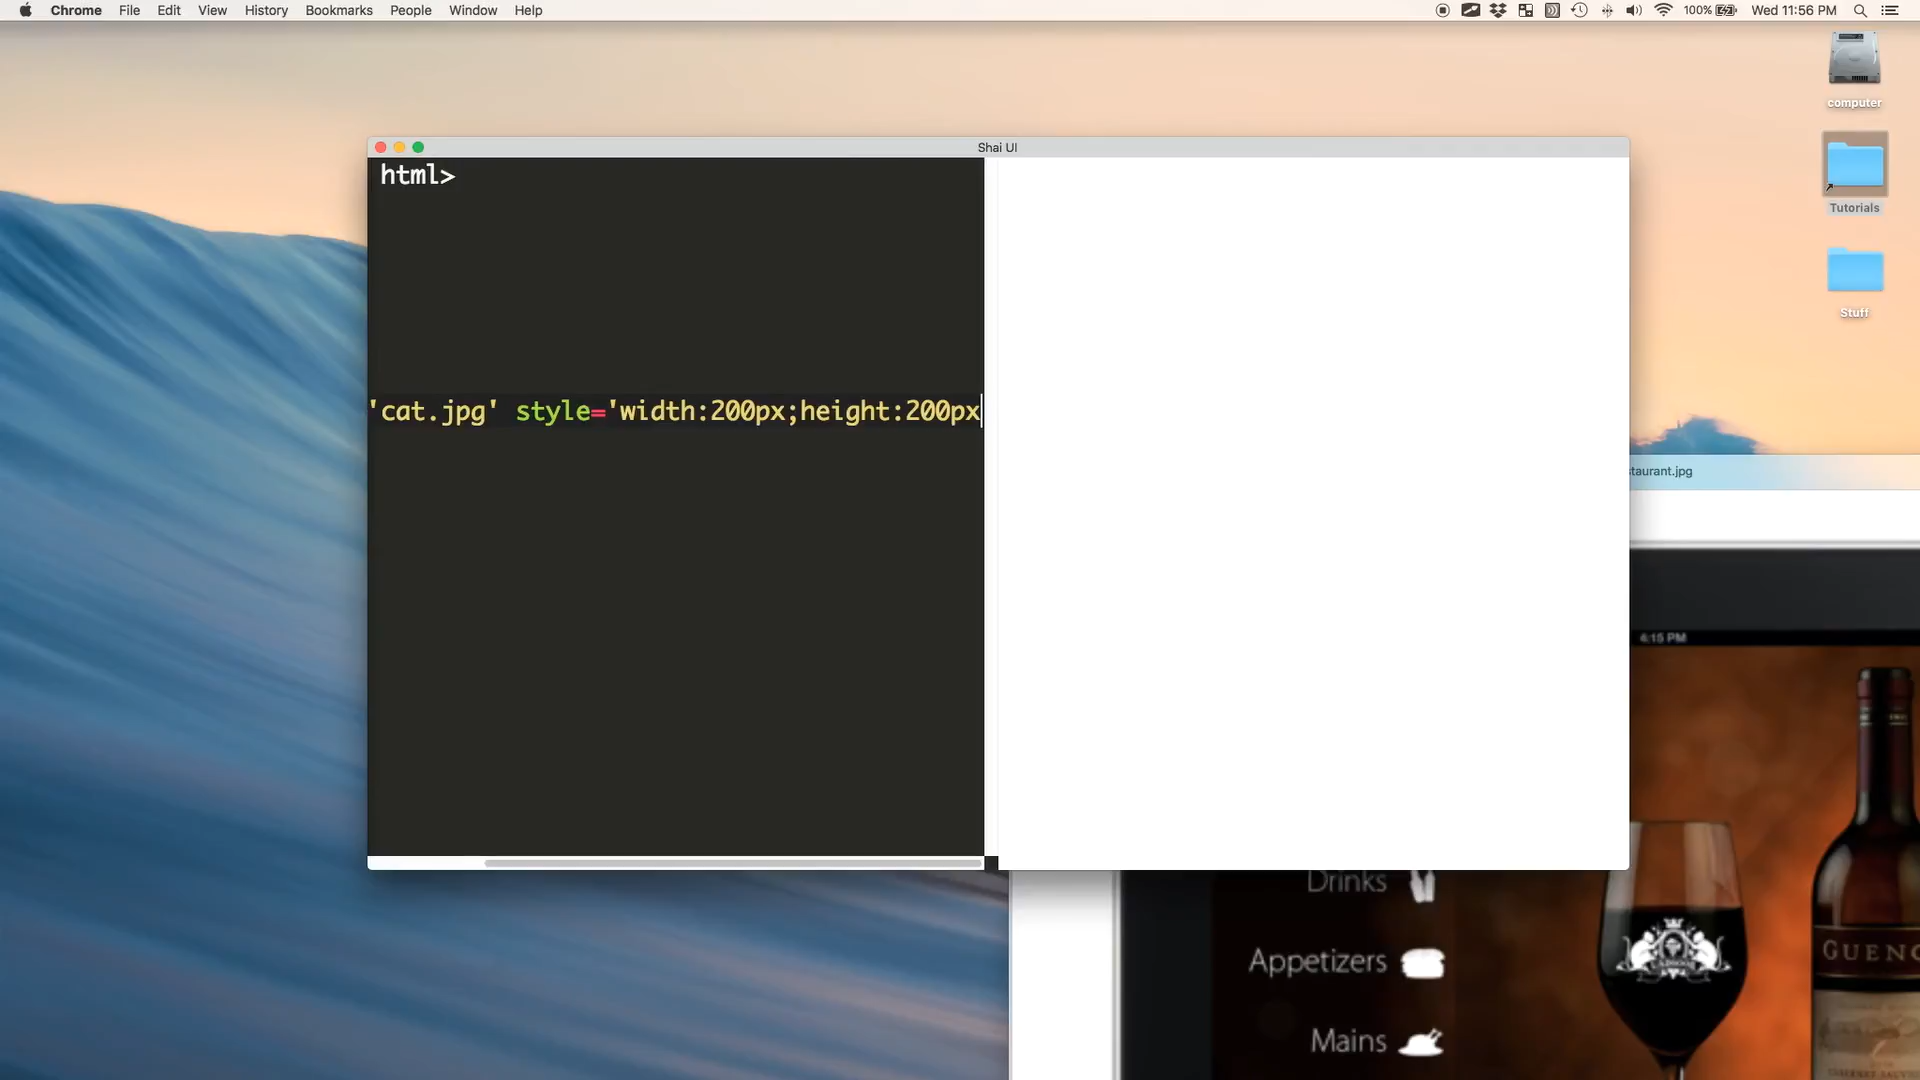 Chrome File Edit View History Bookmarks People Window Help
100% Wed 11:56 PM
computer
Tutorials
Stuff
Shai UI
html>
'cat.jpg' style='width:200px;height:200px
taurant.jpg
4:15 PM
Drinks
Appetizers
Mains
GUENO